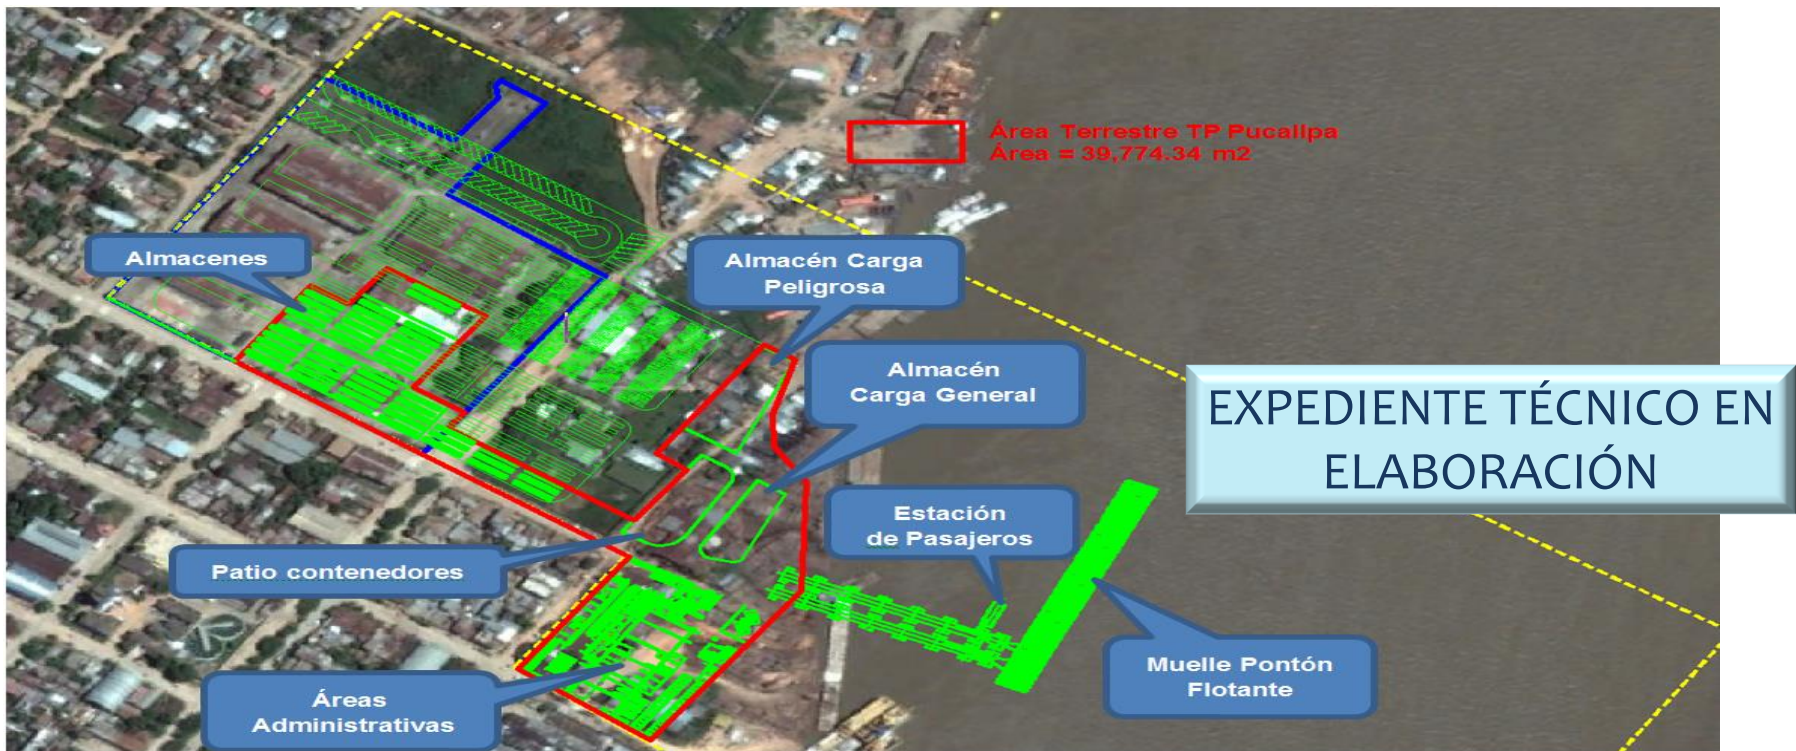 Área Terrestre TP Pucallpa
Área = 39,774.34 m2
Almacenes
Almacén Carga
Peligrosa
Almacén
Carga General
EXPEDIENTE TÉCNICO EN
ELABORACIÓN
Estación
de Pasajeros
Patio contenedores
Muelle Pontón
Flotante
Áreas
Administrativas